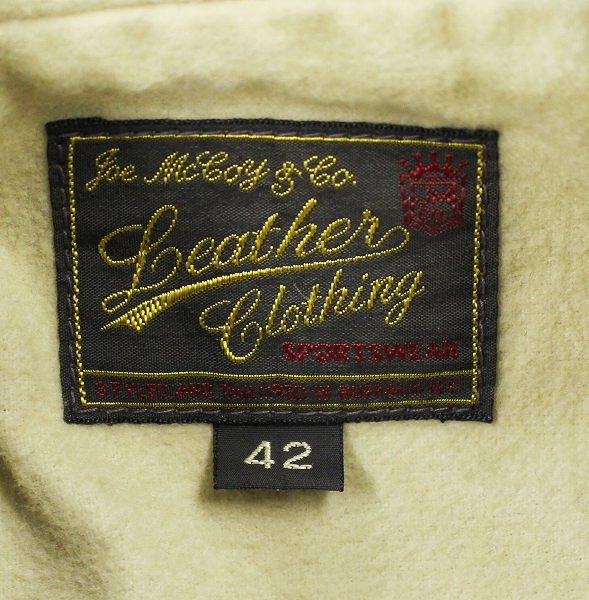 Joe McCoy & Co.
Leather
Clothing
SPORTSWEAR
STYLED AND TAILORED IN BUFFALO N.Y.
42